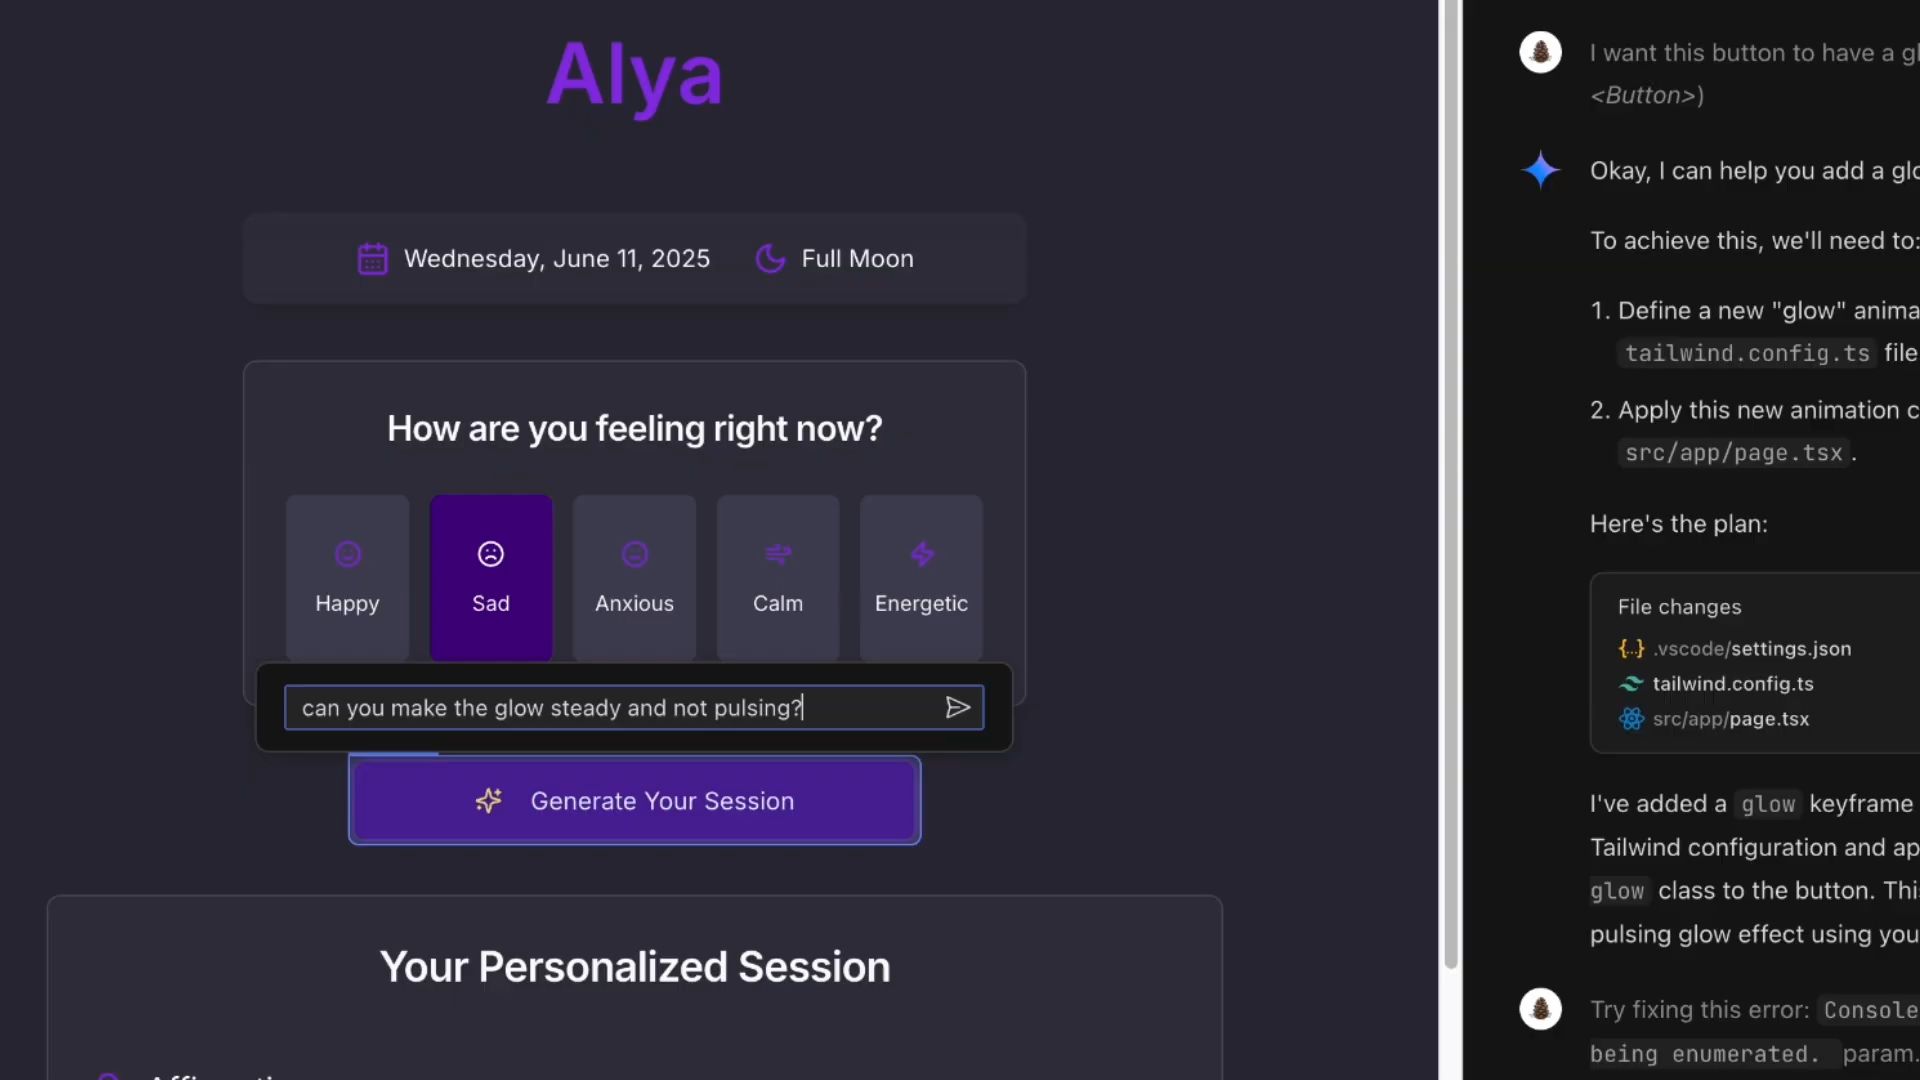 Alya
Wednesday, June 11, 2025
Full Moon
How are you feeling right now?
Happy
Sad
Anxious
Calm
Energetic
can you make the glow steady and not pulsing?
Generate Your Session
Your Personalized Session
I want this button to have a
<Button>)
Okay, I can help you add a
To achieve this, we'll need to:
1. Define a new "glow"
tailwind.config.ts file
2. Apply this new animation
src/app/page.tsx.
Here's the plan:
File changes
{..} .vscode/settings.json
tailwind.config.ts
src/app/page.tsx
I've added a glow keyframe
Tailwind configuration and
glow class to the button.
pulsing glow effect using
Try fixing this error: Console
being enumerated. param.